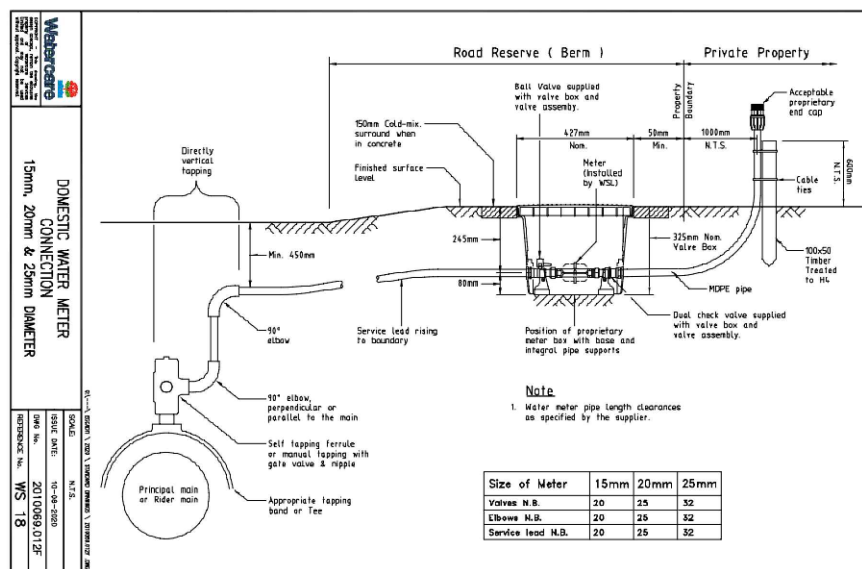 Road Reserve ( Berm )
Private Property
Watercare
DOMESTIC WATER METER
CONNECTION
15mm, 20mm & 25mm DIAMETER
SCALE:
N.T.S.
ISSUE DATE:
10-08-2020
DWG No.
2010069.012F
REFERENCE No.
WS 18
Directly
vertical
tapping
150mm Cold-mix.
surround when
in concrete
Finished surface
level
Ball Valve supplied
with valve box and
valve assembly.
427mm
Nom.
50mm
Min.
Property
Boundary
1000mm
N.T.S.
Acceptable
proprietary
end cap
600mm
N.T.S.
Meter
(Installed
by WSL)
Cable
ties
Min. 450mm
245mm
80mm
325mm Nom.
Valve Box
100x50
Timber
Treated
to H4
MDPE pipe
90°
elbow
Service lead rising
to boundary
Position of proprietary
meter box with base and
integral pipe supports
Dual check valve supplied
with valve box and
valve assembly.
90° elbow,
perpendicular or
parallel to the main
Self tapping ferrule
or manual tapping with
gate valve & nipple
Principal main
or Rider main
Appropriate tapping
band or Tee
Note
1. Water meter pipe length clearances
as specified by the supplier.
Size of Meter 15mm 20mm 25mm
Valves N.B. 20 25 32
Elbows N.B. 20 25 32
Service lead N.B. 20 25 32